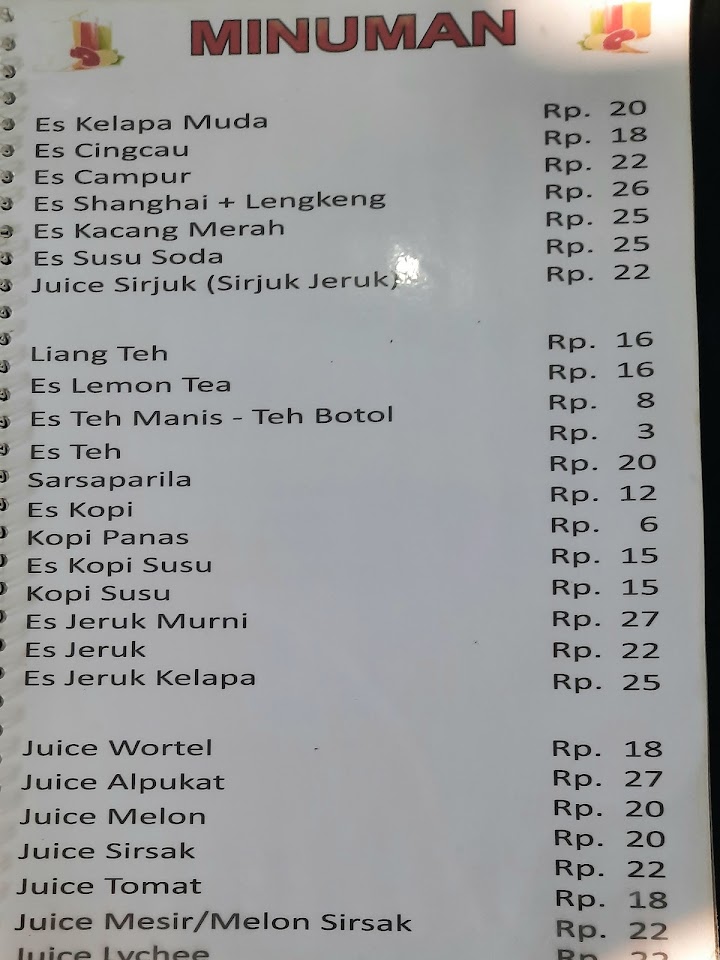 MINUMAN
Es Kelapa Muda Rp. 20
Es Cingcau Rp. 18
Es Campur Rp. 22
Es Shanghai + Lengkeng Rp. 26
Es Kacang Merah Rp. 25
Es Susu Soda Rp. 25
Juice Sirjuk (Sirjuk Jeruk) Rp. 22
Liang Teh Rp. 16
Es Lemon Tea Rp. 16
Es Teh Manis - Teh Botol Rp. 8
Es Teh Rp. 3
Sarsaparila Rp. 20
Es Kopi Rp. 12
Kopi Panas Rp. 6
Es Kopi Susu Rp. 15
Kopi Susu Rp. 15
Es Jeruk Murni Rp. 27
Es Jeruk Rp. 22
Es Jeruk Kelapa Rp. 25
Juice Wortel Rp. 18
Juice Alpukat Rp. 27
Juice Melon Rp. 20
Juice Sirsak Rp. 20
Juice Tomat Rp. 22
Juice Mesir/Melon Sirsak Rp. 18
Juice Lychee Rp. 22
Rp.